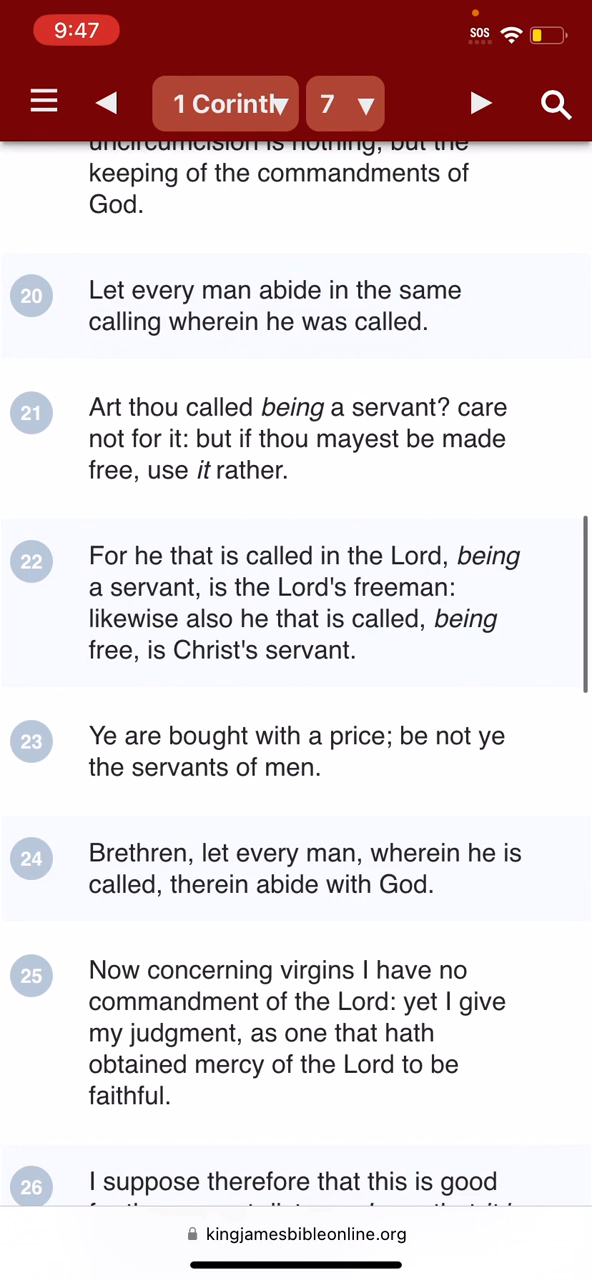 9:47
SOS
1 Corinth
7
uncircumcision is nothing, but the
keeping of the commandments of
God.
20
Let every man abide in the same
calling wherein he was called.
21
Art thou called being a servant? care
not for it: but if thou mayest be made
free, use it rather.
22
For he that is called in the Lord, being
a servant, is the Lord's freeman:
likewise also he that is called, being
free, is Christ's servant.
23
Ye are bought with a price; be not ye
the servants of men.
24
Brethren, let every man, wherein he is
called, therein abide with God.
25
Now concerning virgins I have no
commandment of the Lord: yet I give
my judgment, as one that hath
obtained mercy of the Lord to be
faithful.
26
I suppose therefore that this is good
kingjamesbibleonline.org